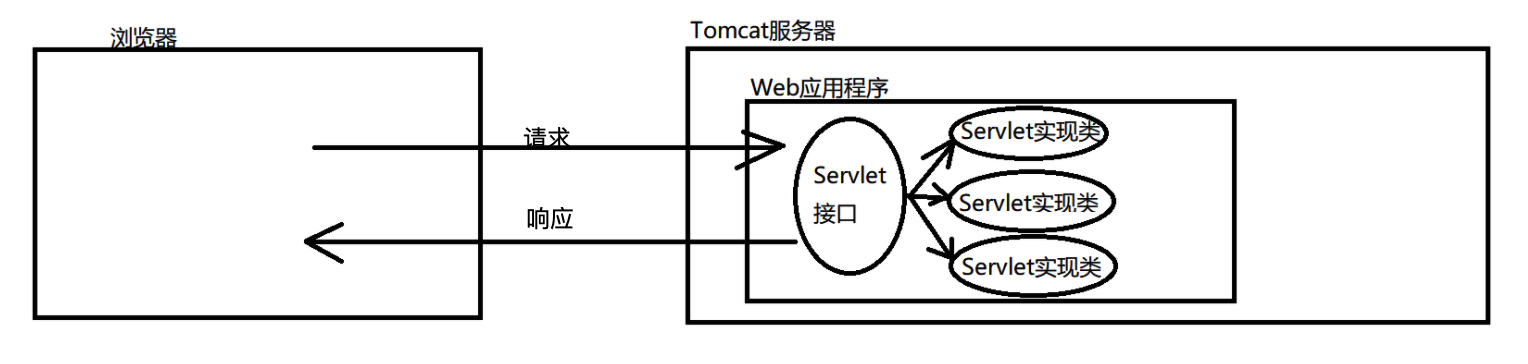 浏览器
Tomcat服务器
Web应用程序
请求
Servlet实现类
Servlet
接口
Servlet实现类
响应
Servlet实现类